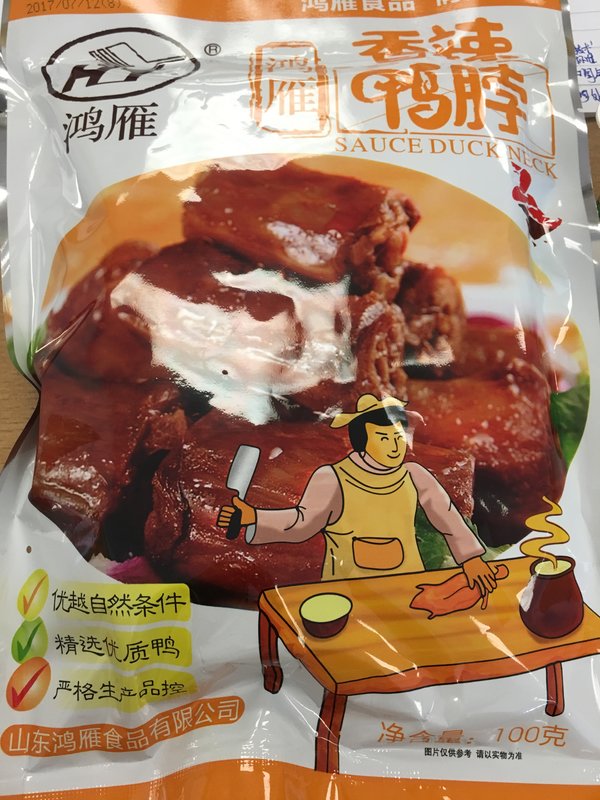 2017/07/12(8)
鸿雁食品
HY
®
鸿雁
鸿雁
香辣
鸭脖
SAUCE DUCK NECK
优越自然条件
精选优质鸭
严格生产品控
山东鸿雁食品有限公司
净含量：100克
图片仅供参考 请以实物为准